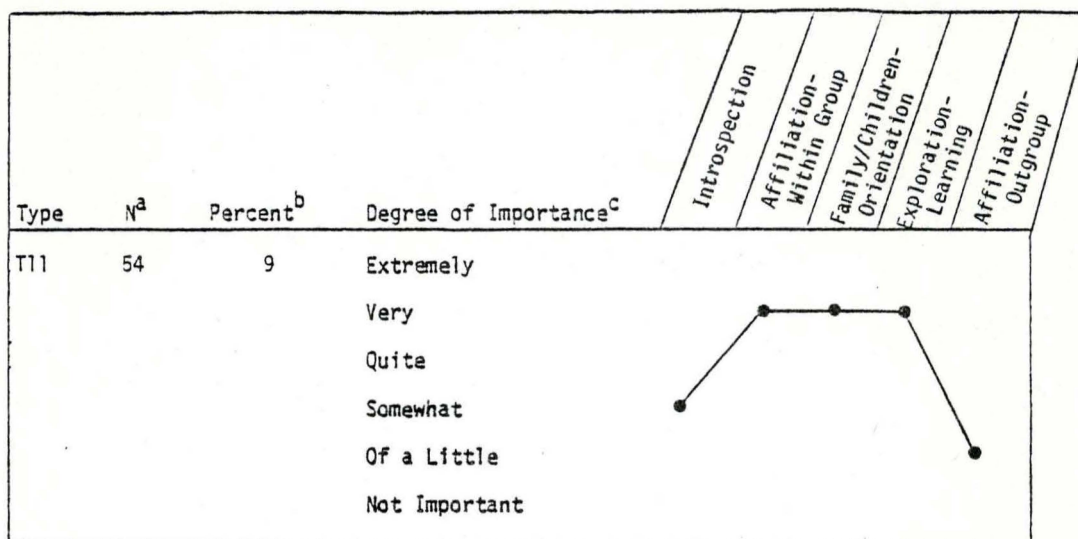 Introspection
Affiliation-
Within Group
Family/Children-
Orientation
Exploration-
Learning
Affiliation-
Outgroup
Type N^a Percent^b Degree of Importance^c
T11 54 9 Extremely
Very
Quite
Somewhat
Of a Little
Not Important